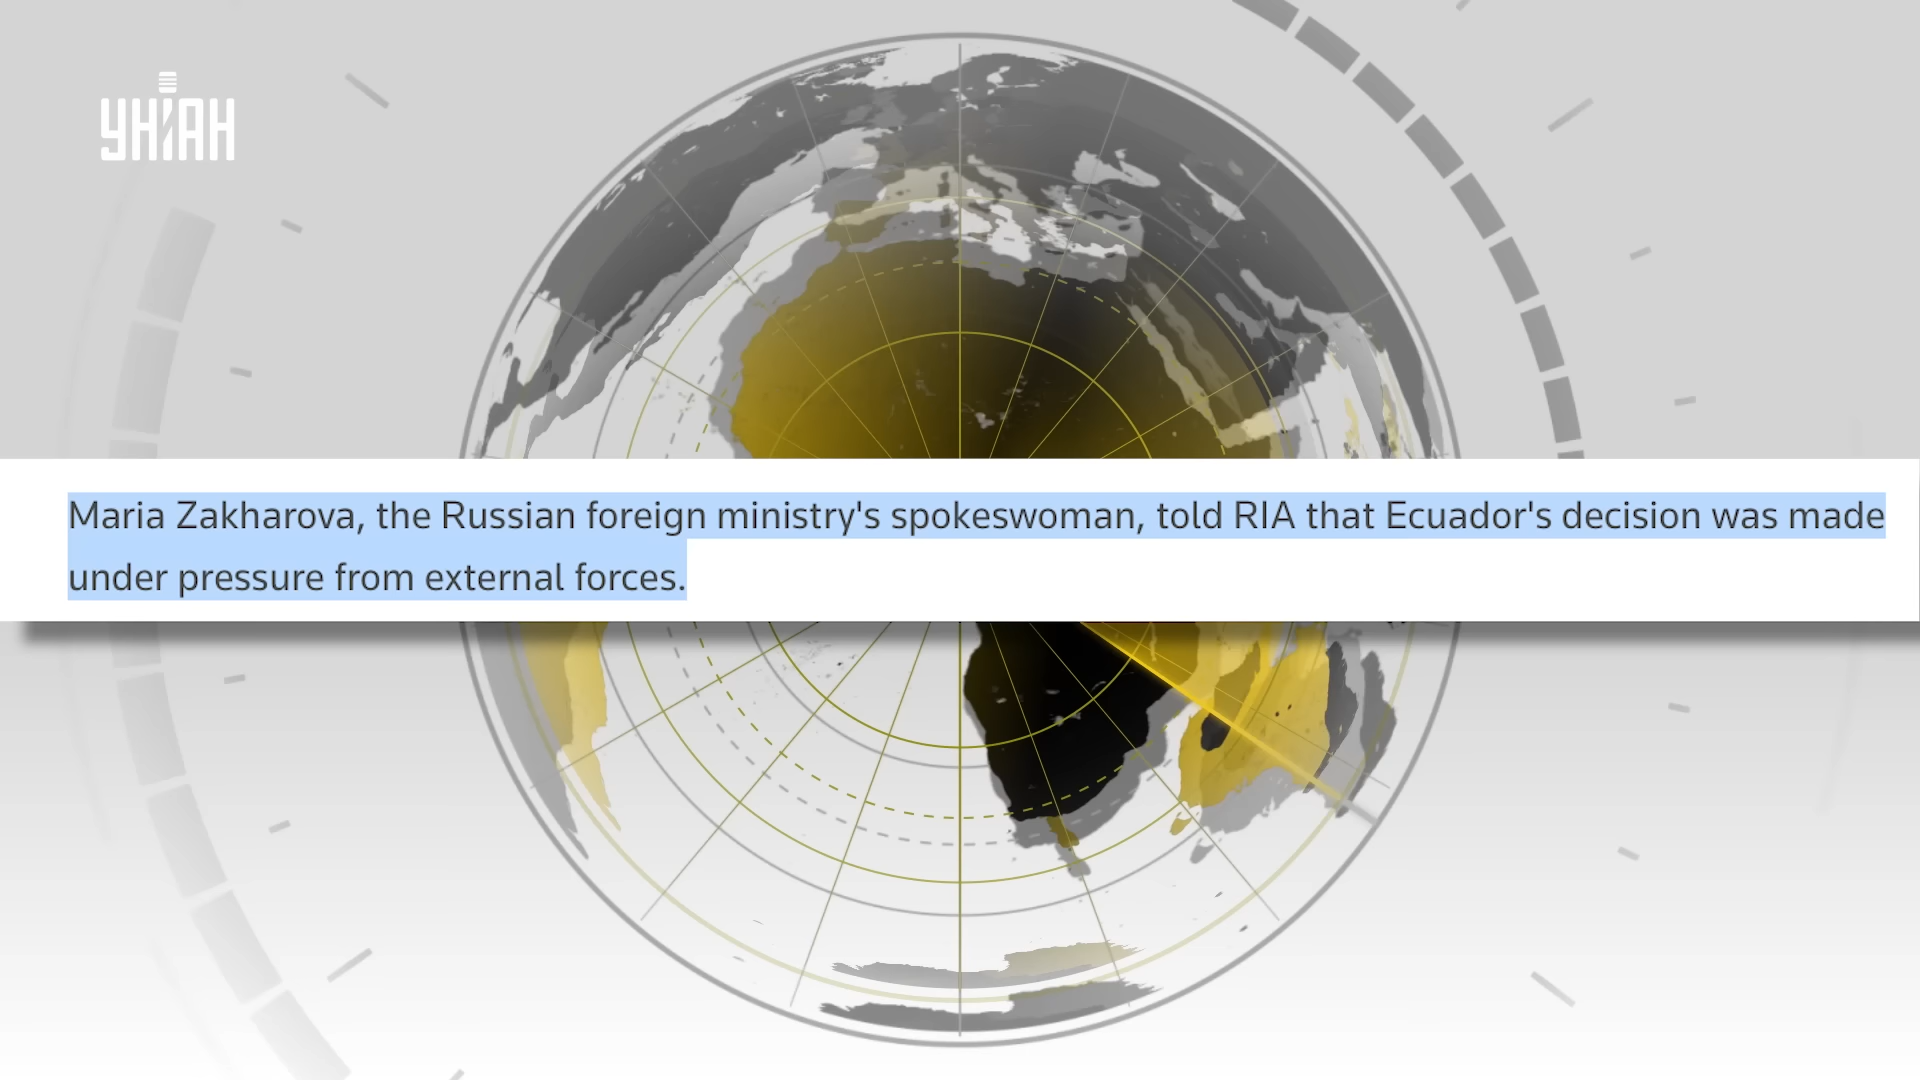 УНІАН
Maria Zakharova, the Russian foreign ministry's spokeswoman, told RIA that Ecuador's decision was made
under pressure from external forces.